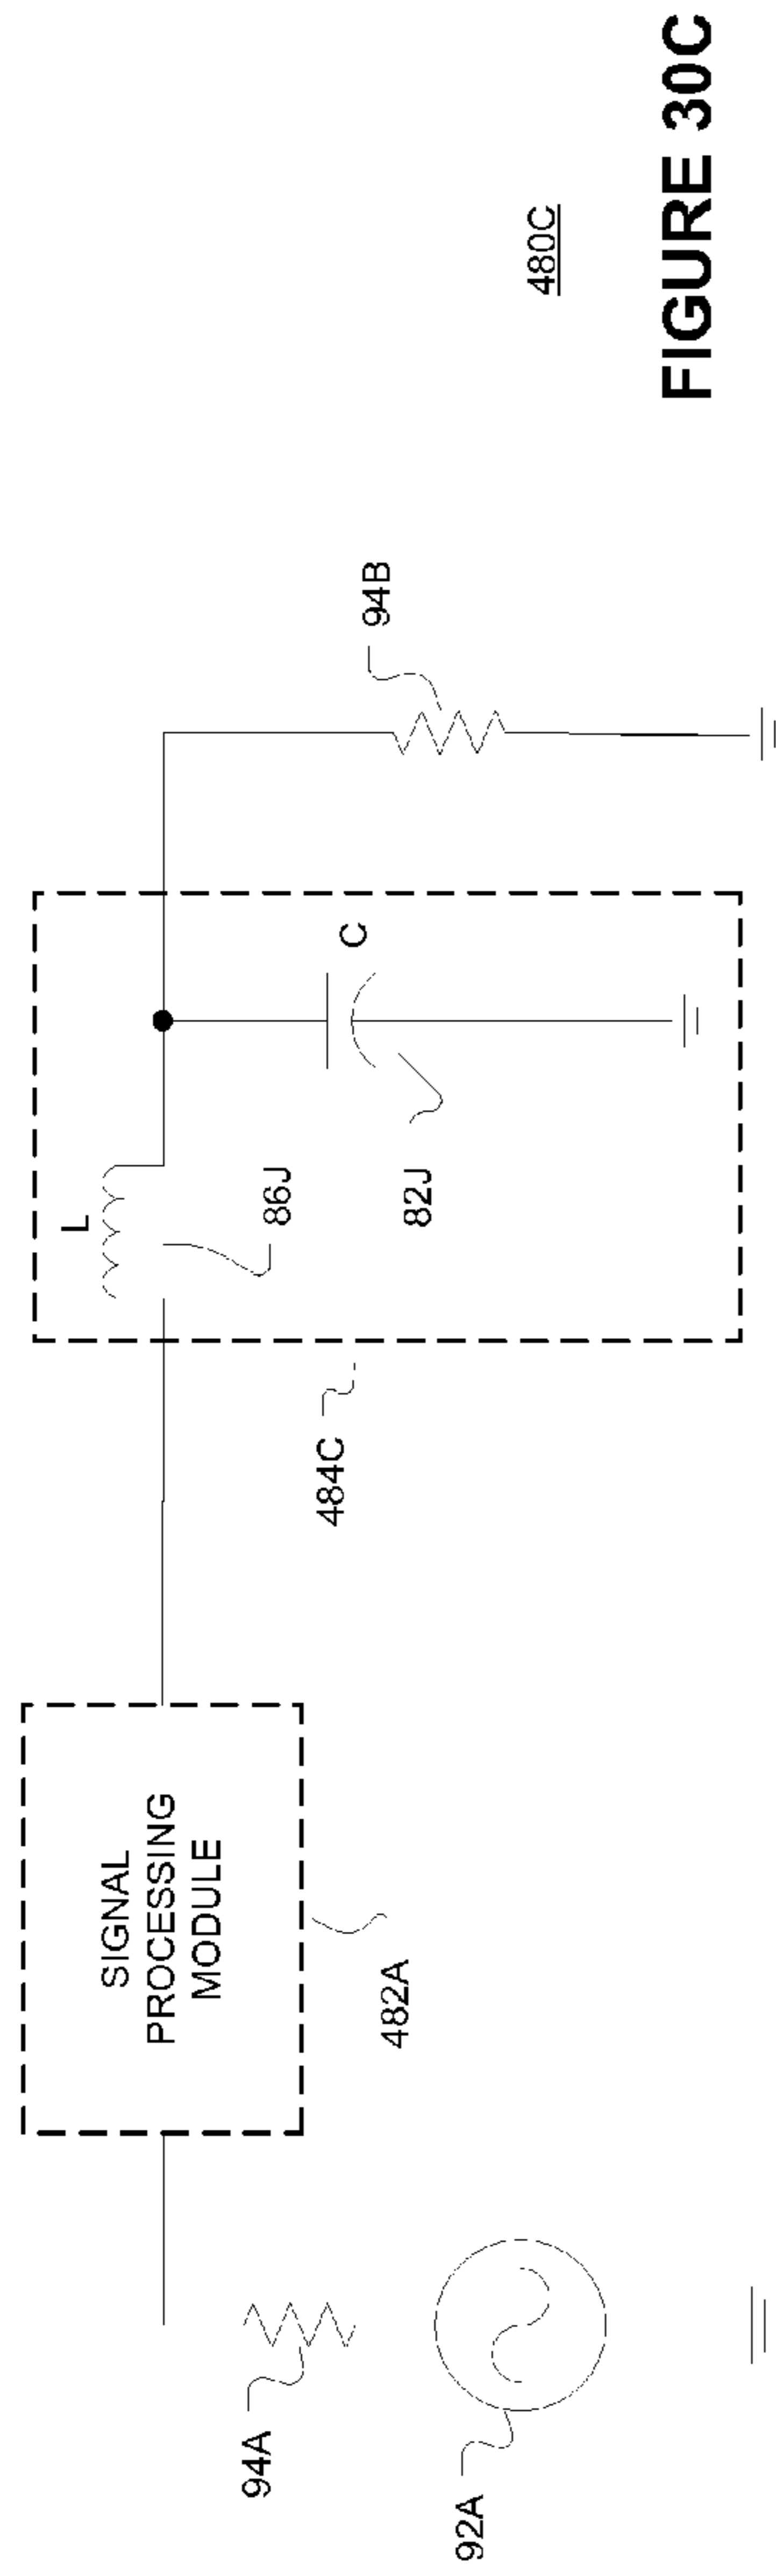 SIGNAL
PROCESSING
MODULE
L
C
94A
92A
482A
484C
86J
82J
94B
480C
FIGURE 30C